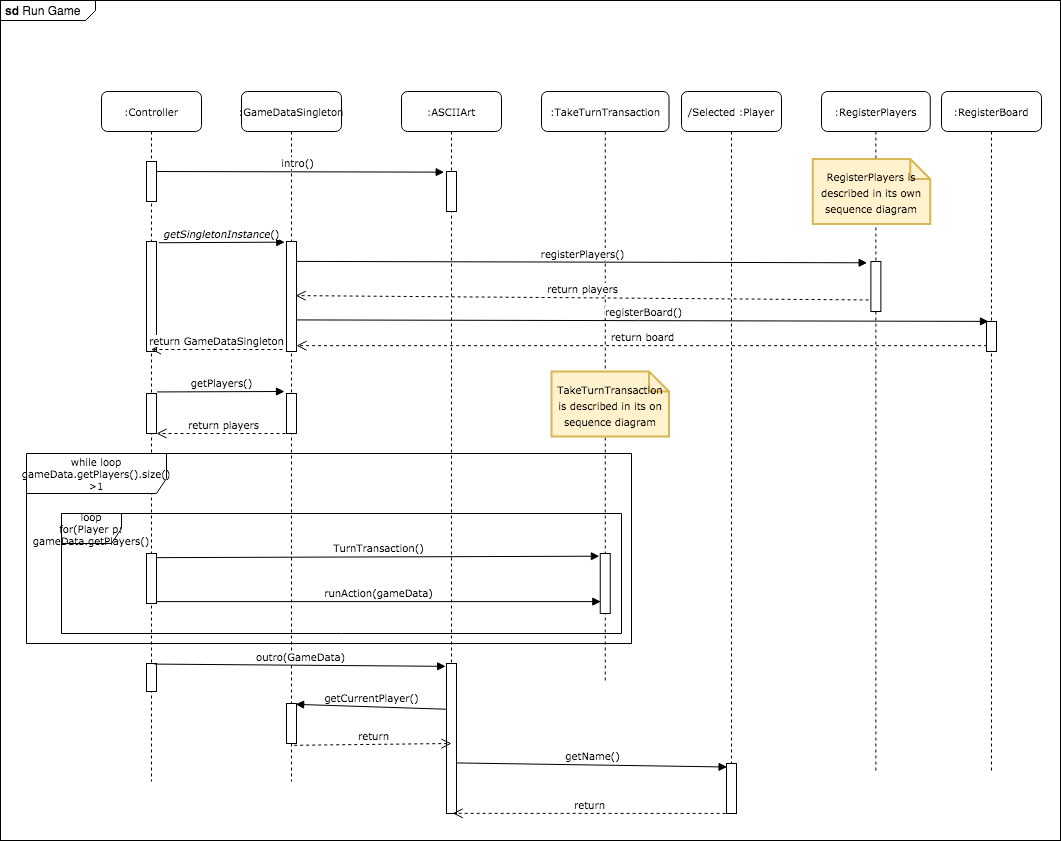 sd Run Game
:Controller
:GameDataSingleton
:ASCIIArt
:TakeTurnTransaction
/Selected :Player
:RegisterPlayers
:RegisterBoard
intro()
RegisterPlayers is
described in its own
sequence diagram
getSingletonInstance()
registerPlayers()
return players
registerBoard()
return board
return GameDataSingleton
getPlayers()
return players
TakeTurnTransaction
is described in its on
sequence diagram
while loop
gameData.getPlayers().size()
>1
loop
for(Player p:
gameData.getPlayers()
TurnTransaction()
runAction(gameData)
outro(GameData)
getCurrentPlayer()
return
getName()
return